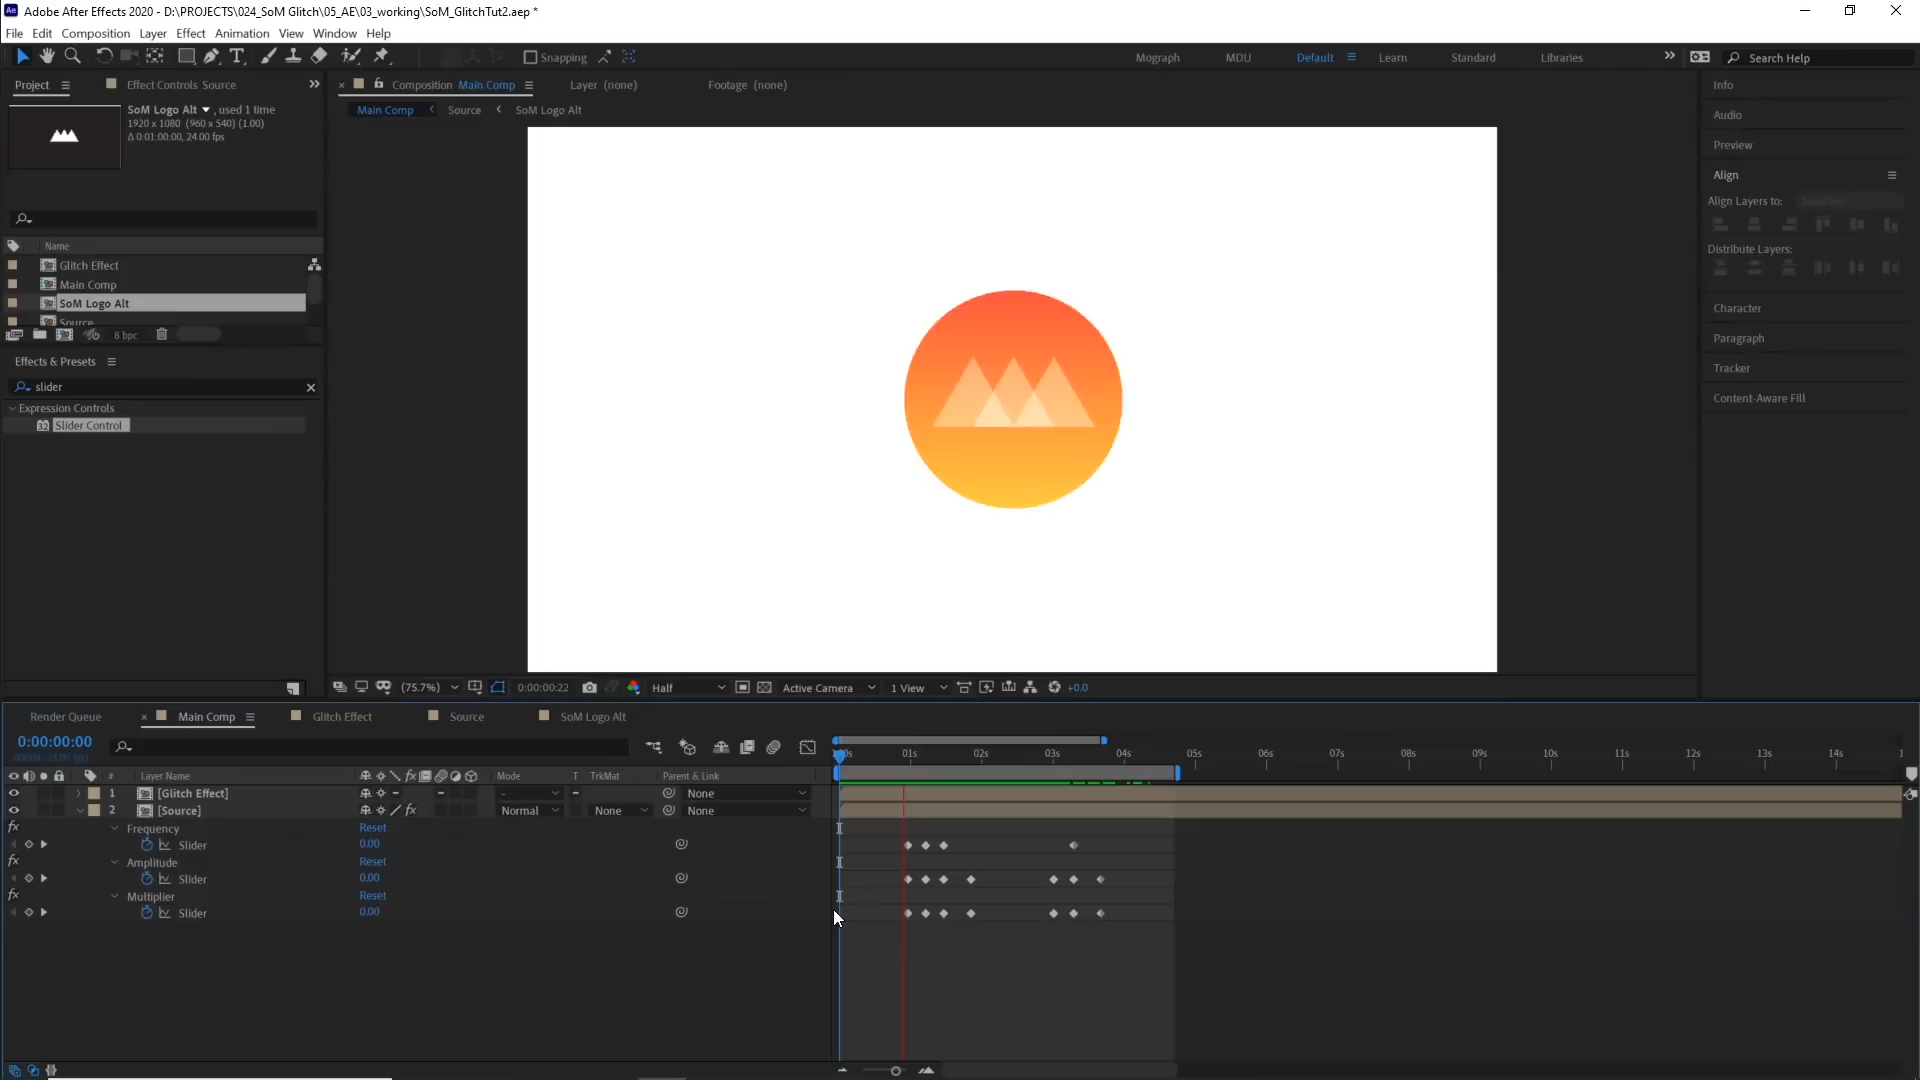 Adobe After Effects 2020 - D:\PROJECTS\024_SoM Glitch\05_AE\03_working\SoM_GlitchTut2.aep *
File Edit Composition Layer Effect Animation View Window Help
Snapping Mograph MDU Default Learn Standard Libraries Search Help
Project Effect Controls Source
SoM Logo Alt , used 1 time
1920 x 1080 (960 x 540) (1.00)
Δ 0:01:00:00, 24.00 fps
Name
Glitch Effect
Main Comp
SoM Logo Alt
Source
8 bpc
Effects & Presets
slider
Expression Controls
Slider Control
Composition Main Comp Layer (none) Footage (none)
Main Comp Source SoM Logo Alt
(75.7%) 0:00:00:22 Half Active Camera 1 View +0.0
Info
Audio
Preview
Align
Align Layers to:
Distribute Layers:
Character
Paragraph
Tracker
Content-Aware Fill
Render Queue Main Comp Glitch Effect Source SoM Logo Alt
0:00:00:00
01s 02s 03s 04s 05s 06s 07s 08s 09s 10s 11s 12s 13s 14s
# Layer Name fx Mode T TrkMat Parent & Link
1 [Glitch Effect] - None
2 [Source] fx Normal None None
fx Frequency Reset
Slider 0.00
fx Amplitude Reset
Slider 0.00
fx Multiplier Reset
Slider 0.00